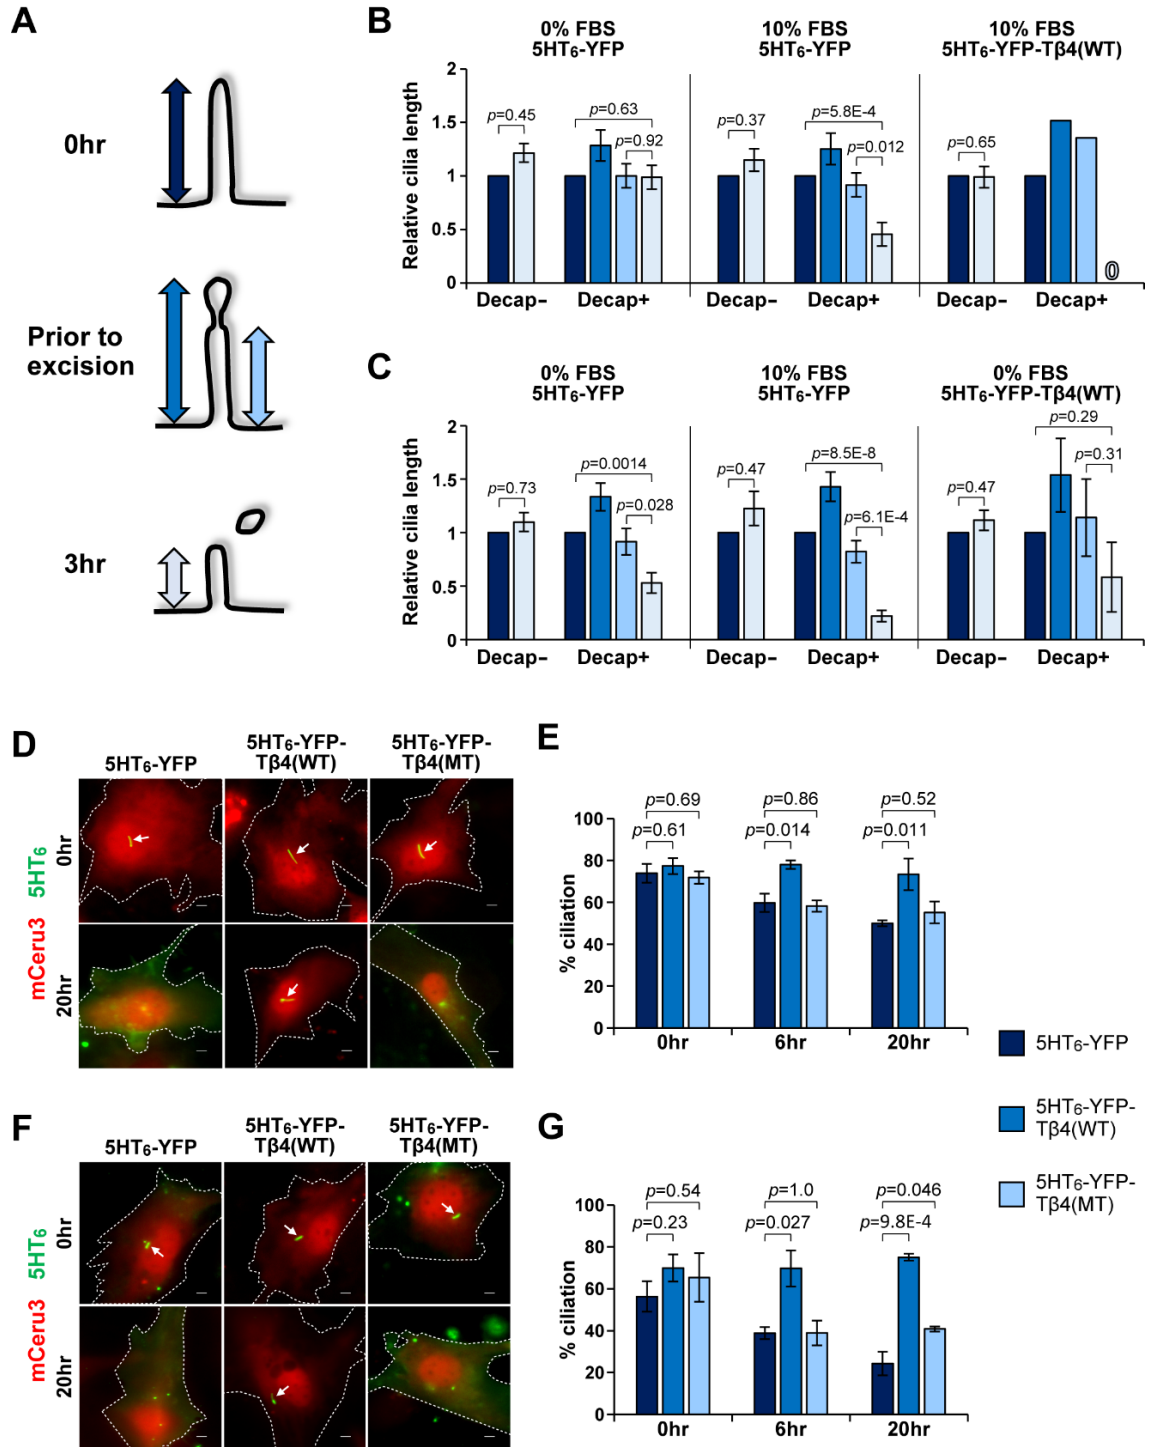 A
0hr
Prior to
excision
3hr
B
0% FBS
5HT6-YFP
10% FBS
5HT6-YFP
10% FBS
5HT6-YFP-Tβ4(WT)
Relative cilia length
2
1.5
1
0.5
0
p=0.45
p=0.63
p=0.92
p=0.37
p=5.8E-4
p=0.012
p=0.65
0
Decap−
Decap+
Decap−
Decap+
Decap−
Decap+
C
0% FBS
5HT6-YFP
10% FBS
5HT6-YFP
0% FBS
5HT6-YFP-Tβ4(WT)
Relative cilia length
2
1.5
1
0.5
0
p=0.73
p=0.0014
p=0.028
p=0.47
p=8.5E-8
p=6.1E-4
p=0.47
p=0.29
p=0.31
Decap−
Decap+
Decap−
Decap+
Decap−
Decap+
D
5HT6-YFP
5HT6-YFP-
Tβ4(WT)
5HT6-YFP-
Tβ4(MT)
mCeru3 5HT6
0hr
20hr
E
% ciliation
100
80
60
40
20
0
p=0.69
p=0.61
p=0.86
p=0.014
p=0.52
p=0.011
0hr
6hr
20hr
5HT6-YFP
5HT6-YFP-
Tβ4(WT)
5HT6-YFP-
Tβ4(MT)
F
5HT6-YFP
5HT6-YFP-
Tβ4(WT)
5HT6-YFP-
Tβ4(MT)
mCeru3 5HT6
0hr
20hr
G
% ciliation
100
80
60
40
20
0
p=0.54
p=0.23
p=1.0
p=0.027
p=0.046
p=9.8E-4
0hr
6hr
20hr